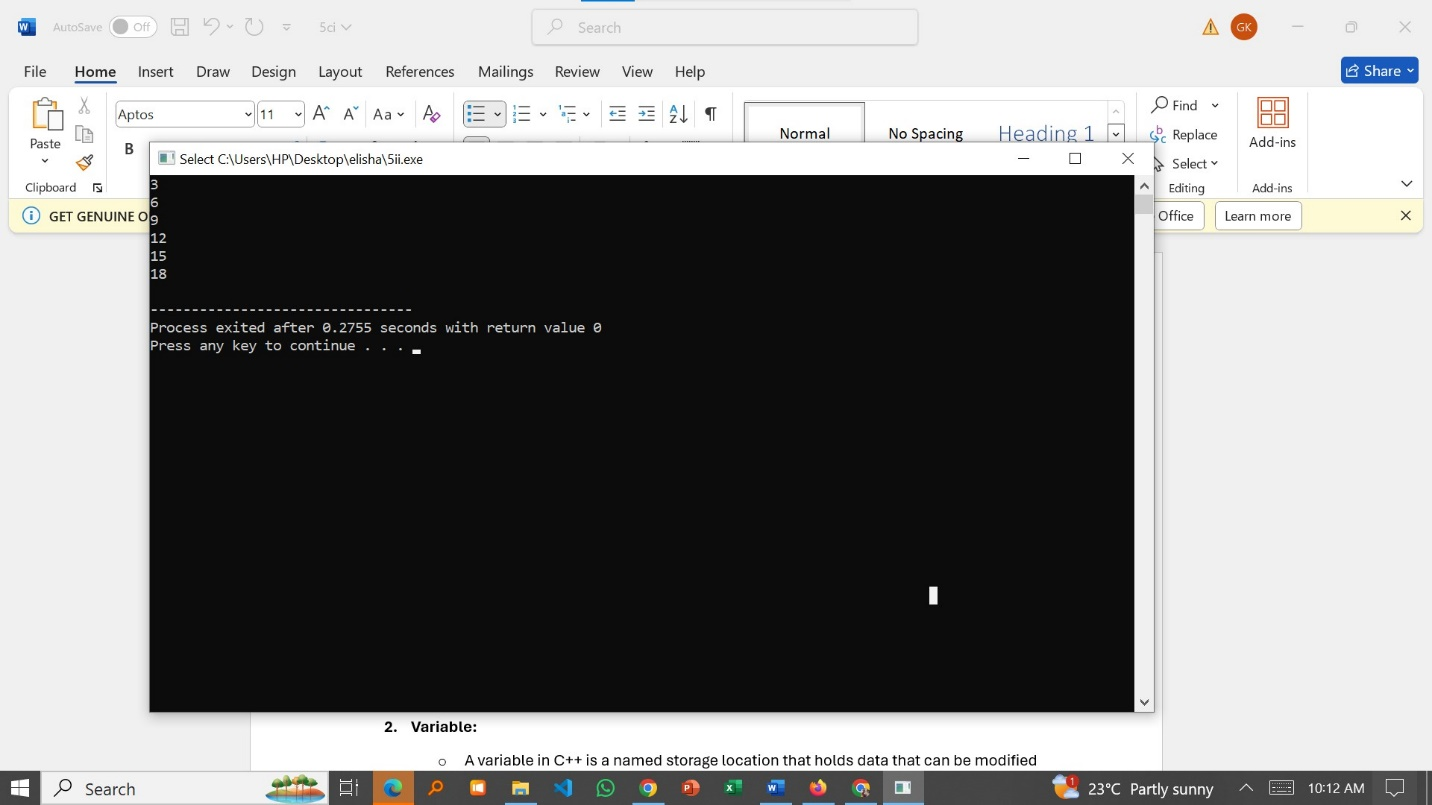 AutoSave Off 5ci Search GK
File Home Insert Draw Design Layout References Mailings Review View Help Share
Paste Aptos 11 Aa Normal No Spacing Heading 1 Find Replace Select Add-ins
B
Clipboard Editing Add-ins
GET GENUINE O Office Learn more
Select C:\Users\HP\Desktop\elisha\5ii.exe
3
6
9
12
15
18
--------------------------------
Process exited after 0.2755 seconds with return value 0
Press any key to continue . . .
2. Variable:
o A variable in C++ is a named storage location that holds data that can be modified
Search 1 23°C Partly sunny 10:12 AM